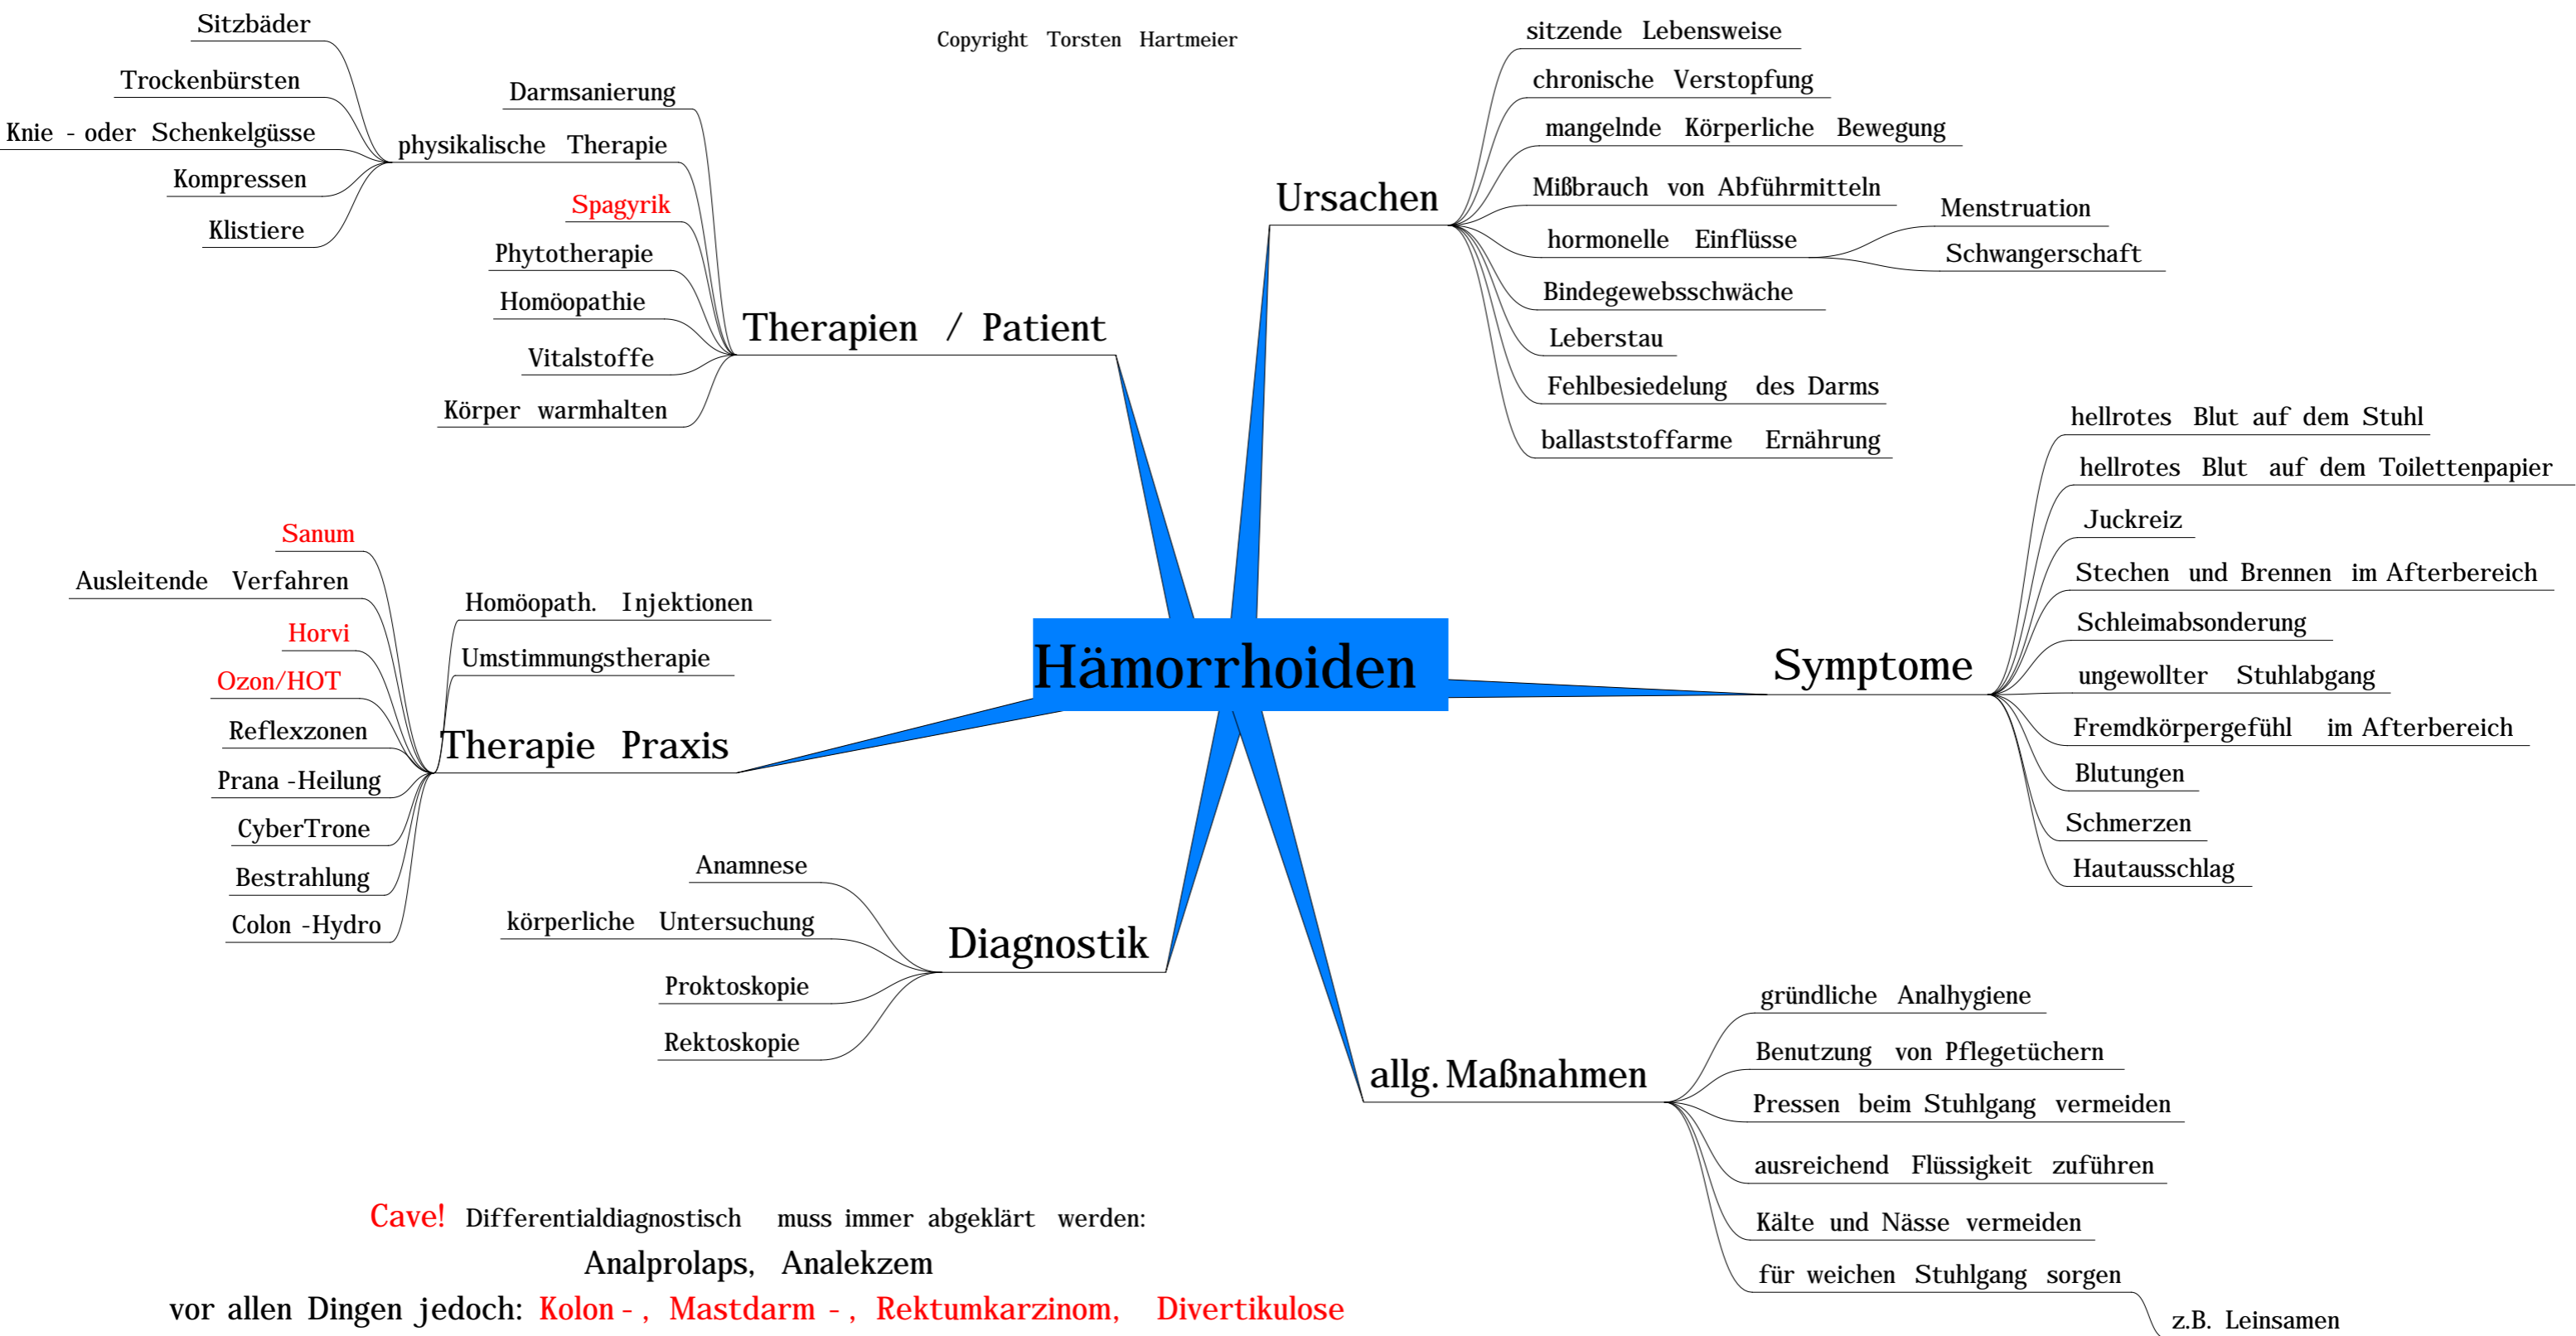 Copyright Torsten Hartmeier
Hämorrhoiden
Ursachen
sitzende Lebensweise
chronische Verstopfung
mangelnde Körperliche Bewegung
Mißbrauch von Abführmitteln
hormonelle Einflüsse
Menstruation
Schwangerschaft
Bindegewebsschwäche
Leberstau
Fehlbesiedelung des Darms
ballaststoffarme Ernährung
Symptome
hellrotes Blut auf dem Stuhl
hellrotes Blut auf dem Toilettenpapier
Juckreiz
Stechen und Brennen im Afterbereich
Schleimabsonderung
ungewollter Stuhlabgang
Fremdkörpergefühl im Afterbereich
Blutungen
Schmerzen
Hautausschlag
allg. Maßnahmen
gründliche Analhygiene
Benutzung von Pflegetüchern
Pressen beim Stuhlgang vermeiden
ausreichend Flüssigkeit zuführen
Kälte und Nässe vermeiden
für weichen Stuhlgang sorgen
z.B. Leinsamen
Diagnostik
Anamnese
körperliche Untersuchung
Proktoskopie
Rektoskopie
Therapie Praxis
Homöopath. Injektionen
Umstimmungstherapie
Sanum
Ausleitende Verfahren
Horvi
Ozon/HOT
Reflexzonen
Prana -Heilung
CyberTrone
Bestrahlung
Colon -Hydro
Therapien / Patient
Darmsanierung
physikalische Therapie
Sitzbäder
Trockenbürsten
Knie - oder Schenkelgüsse
Kompressen
Klistiere
Spagyrik
Phytotherapie
Homöopathie
Vitalstoffe
Körper warmhalten
Cave! Differentialdiagnostisch muss immer abgeklärt werden:
Analprolaps, Analekzem
vor allen Dingen jedoch: Kolon - , Mastdarm - , Rektumkarzinom, Divertikulose